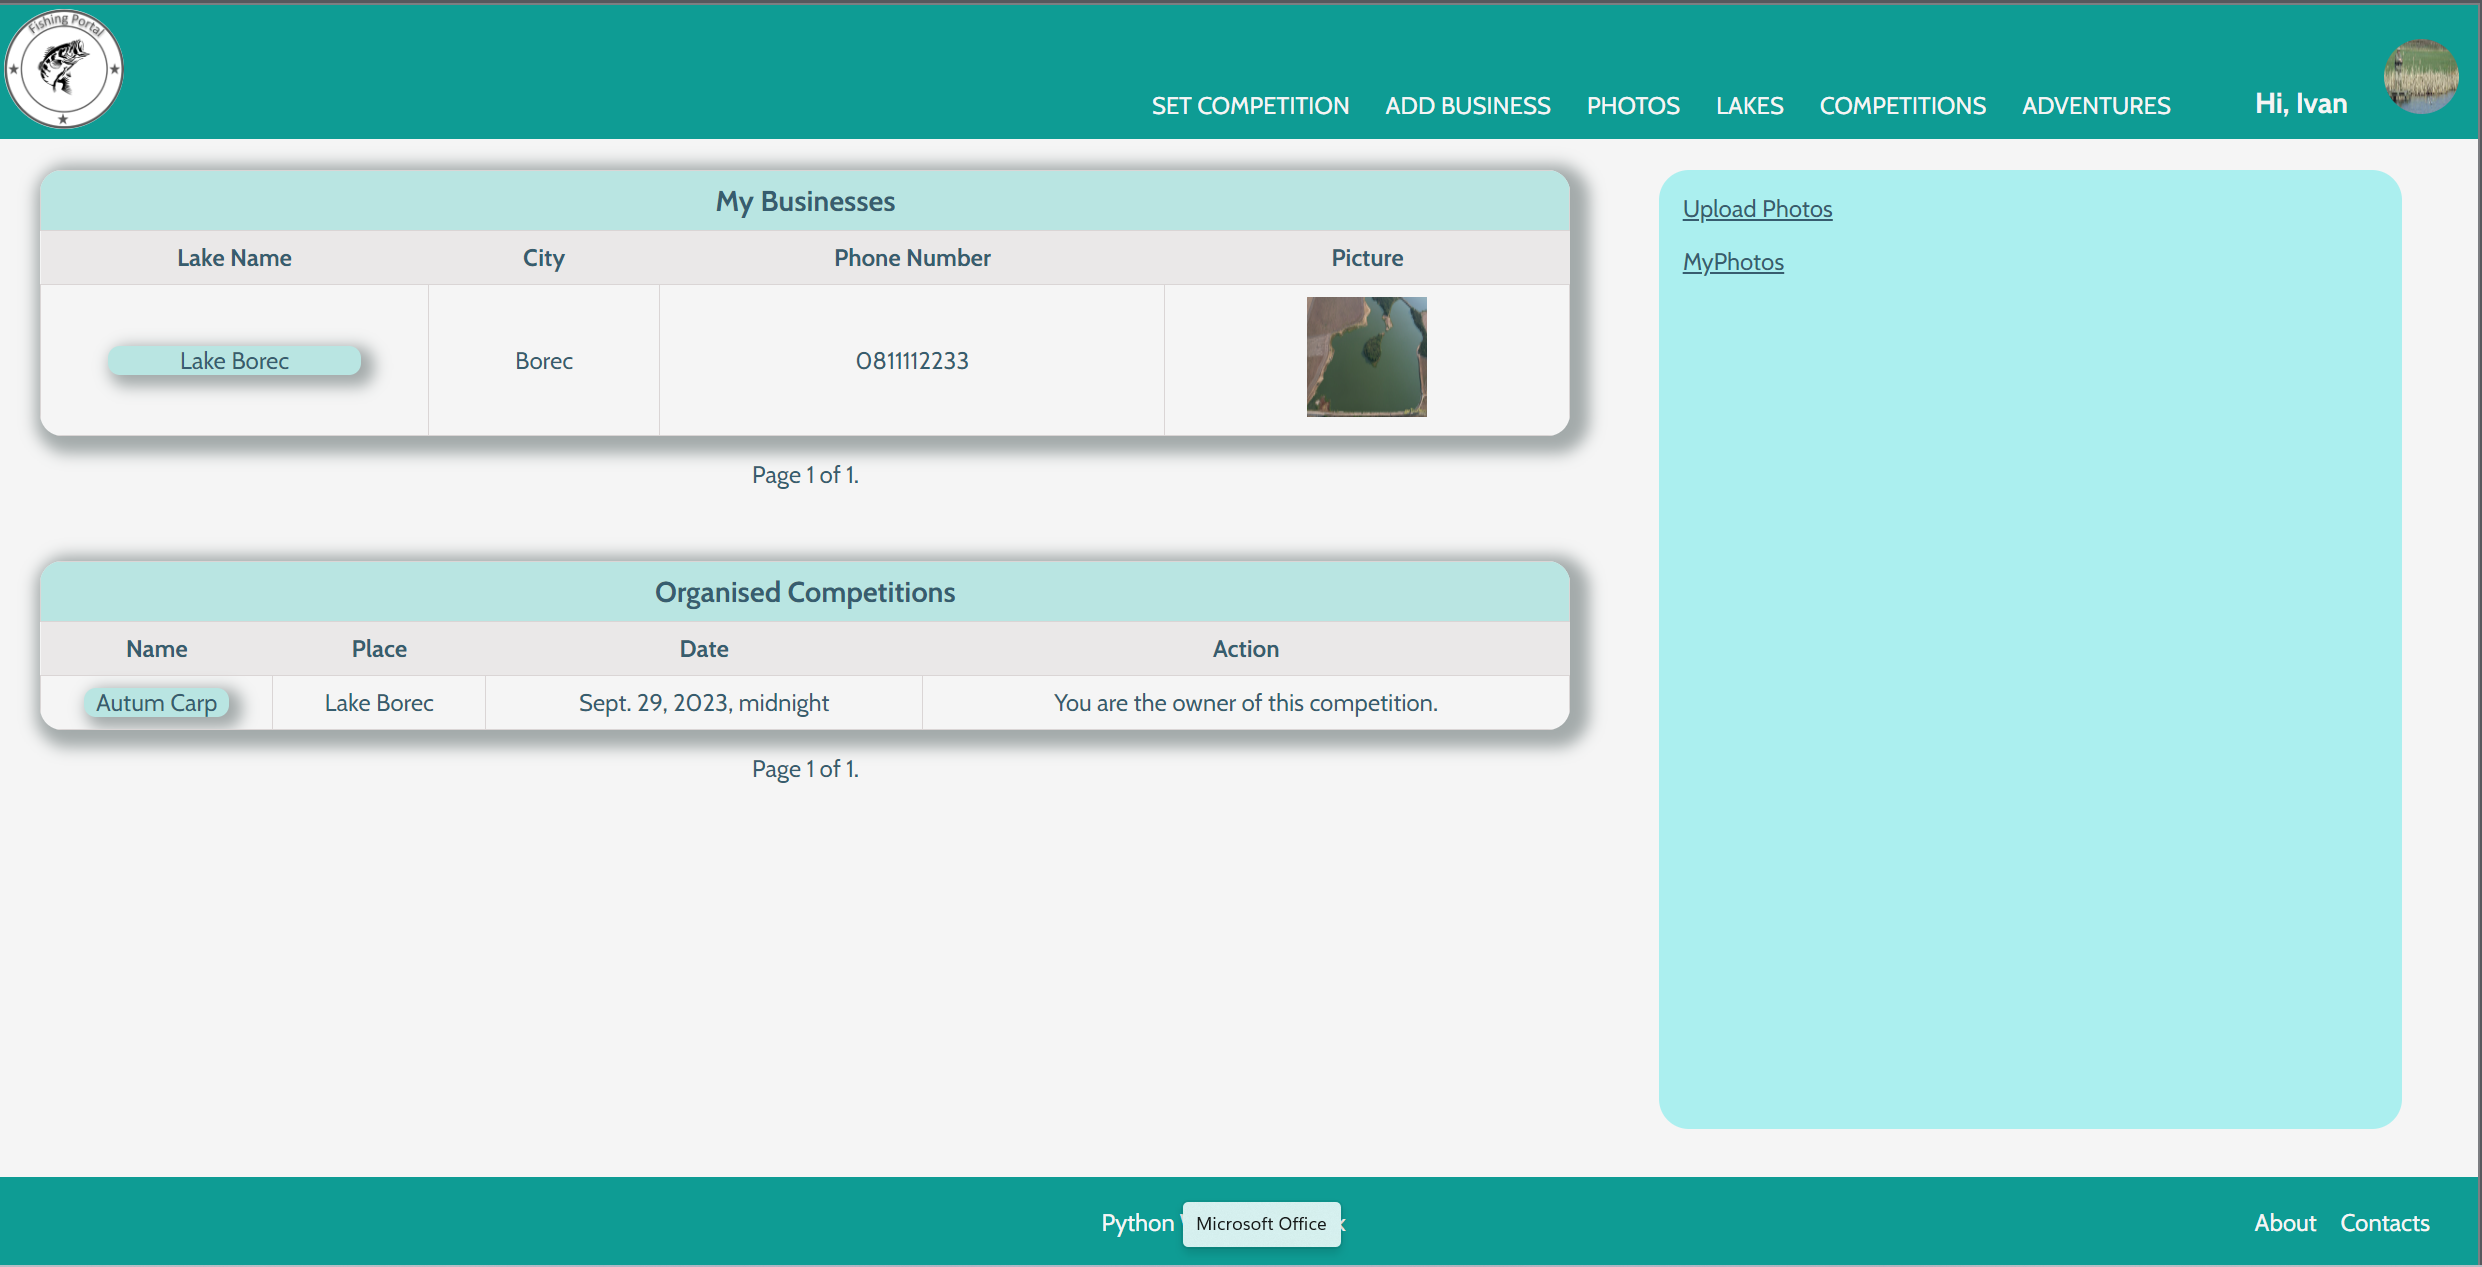 Fishing Portal
SET COMPETITION ADD BUSINESS PHOTOS LAKES COMPETITIONS ADVENTURES Hi, Ivan
My Businesses
Lake Name City Phone Number Picture
Lake Borec Borec 0811112233
Page 1 of 1.
Organised Competitions
Name Place Date Action
Autum Carp Lake Borec Sept. 29, 2023, midnight You are the owner of this competition.
Page 1 of 1.
Upload Photos
MyPhotos
Python
Microsoft Office
About Contacts